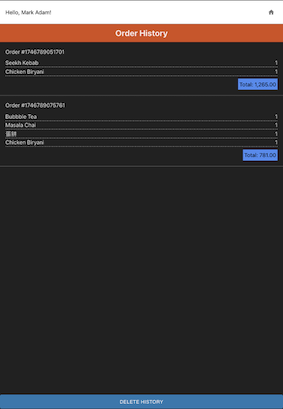 Hello, Mark Adam!
Order History
Order #1746789051701
Seekh Kebab 1
Chicken Biryani 1
Total: 1,265.00
Order #1746789075761
Bubbble Tea 1
Masala Chai 1
蛋餅 1
Chicken Biryani 1
Total: 781.00
DELETE HISTORY